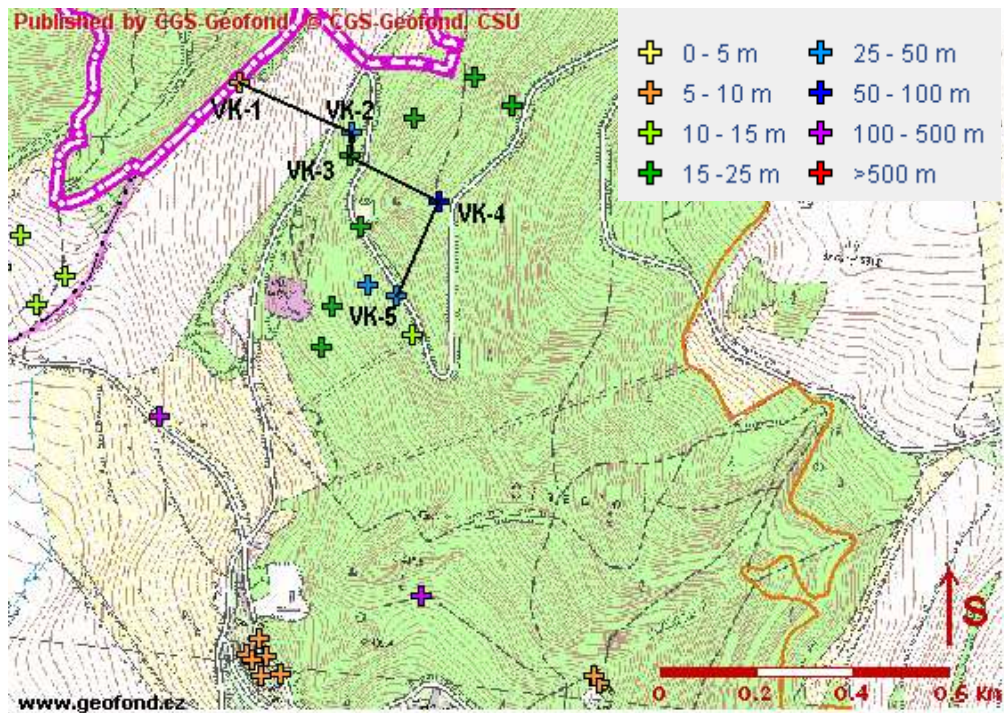 Published by CGS-Geofond, © CGS-Geofond, CSU
0 - 5 m
25 - 50 m
5 - 10 m
50 - 100 m
10 - 15 m
100 - 500 m
15 -25 m
>500 m
VK-1
VK-2
VK-3
VK-4
VK-5
S
0 0.2 0.4 0.6 km
www.geofond.cz